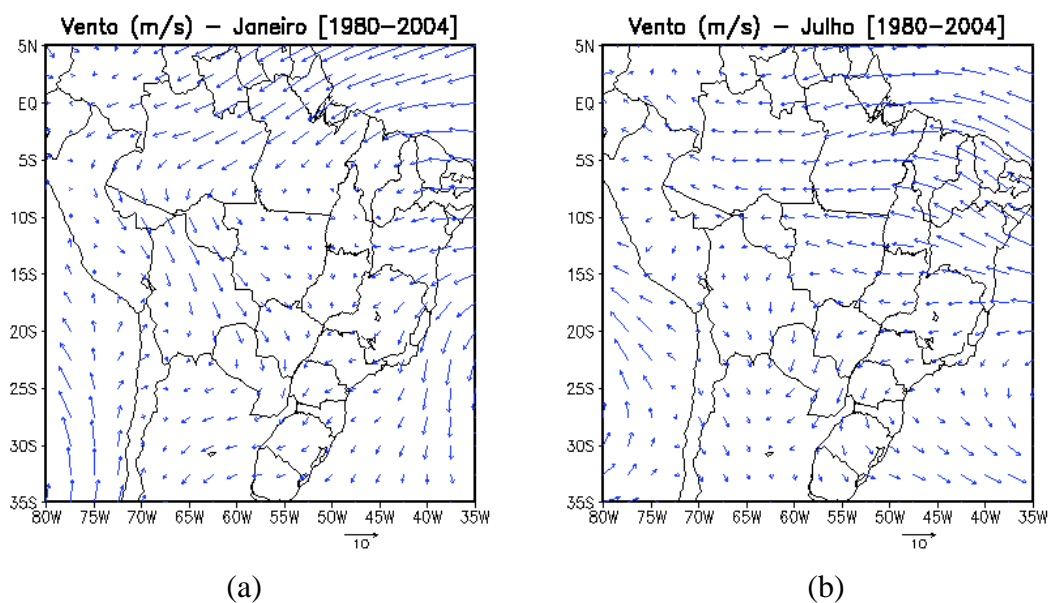 Vento (m/s) – Janeiro [1980–2004]
5N
EQ
5S
10S
15S
20S
25S
30S
35S
80W 75W 70W 65W 60W 55W 50W 45W 40W 35W
10
(a)
Vento (m/s) – Julho [1980–2004]
5N
EQ
5S
10S
15S
20S
25S
30S
35S
80W 75W 70W 65W 60W 55W 50W 45W 40W 35W
10
(b)